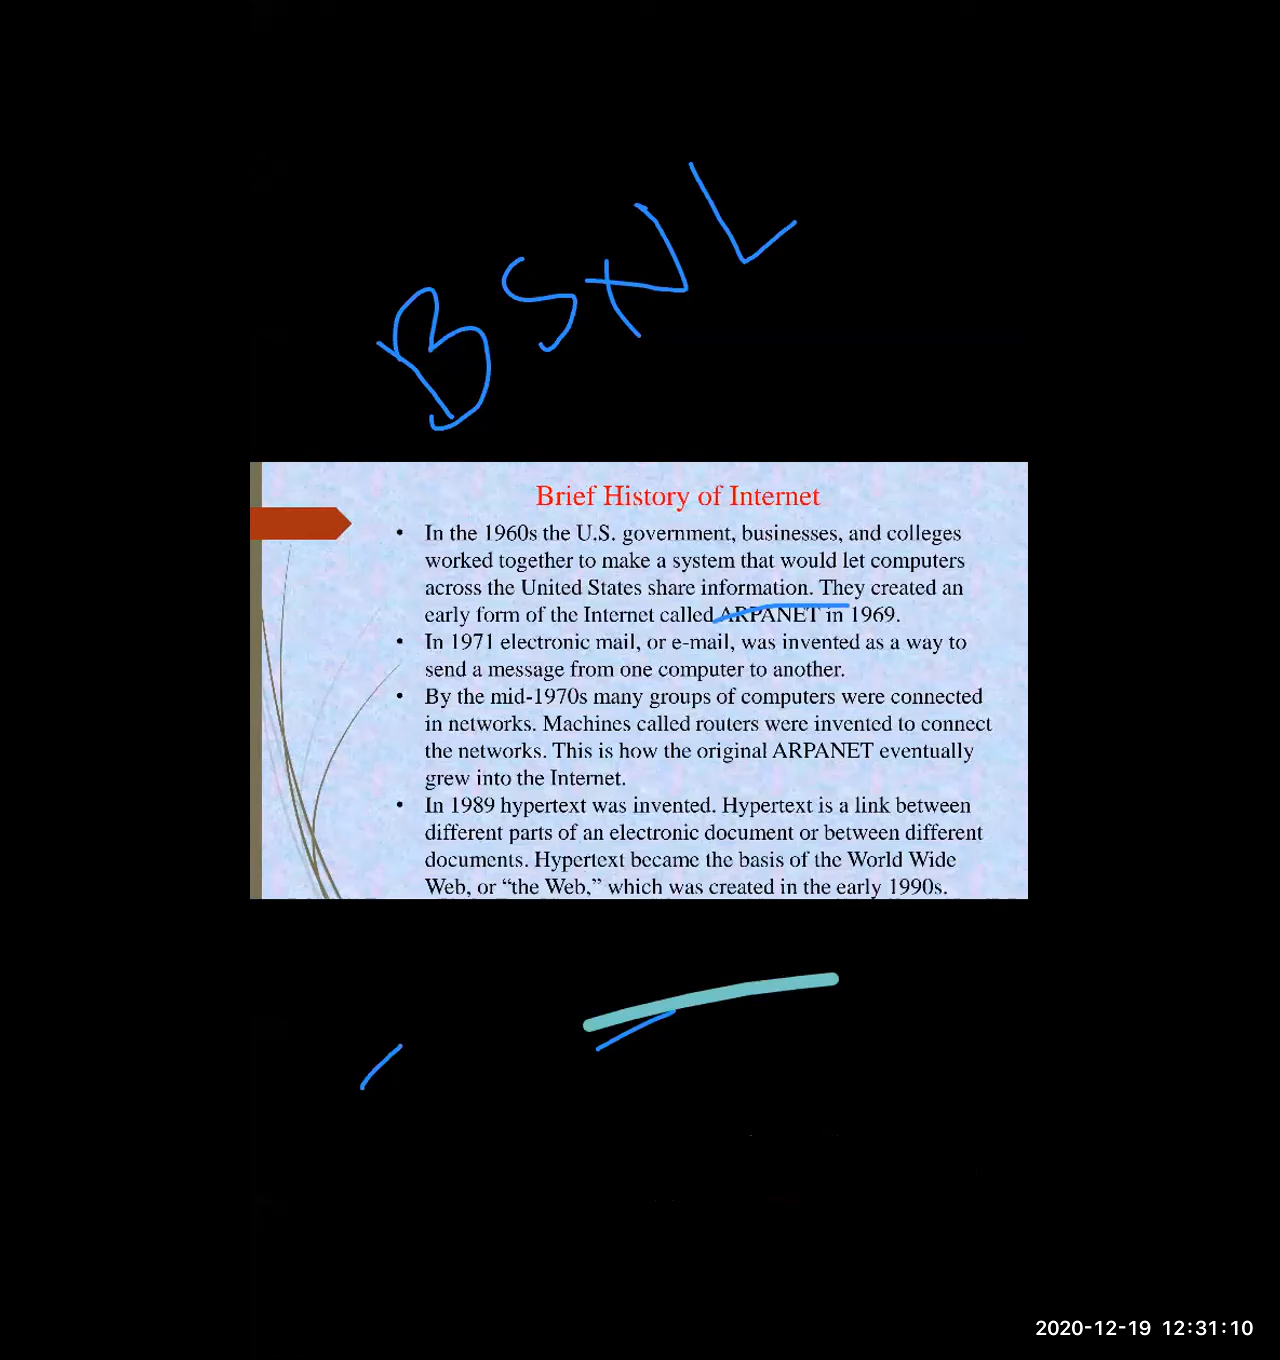 BSNL
Brief History of Internet
• In the 1960s the U.S. government, businesses, and colleges
worked together to make a system that would let computers
across the United States share information. They created an
early form of the Internet called ARPANET in 1969.
• In 1971 electronic mail, or e-mail, was invented as a way to
send a message from one computer to another.
• By the mid-1970s many groups of computers were connected
in networks. Machines called routers were invented to connect
the networks. This is how the original ARPANET eventually
grew into the Internet.
• In 1989 hypertext was invented. Hypertext is a link between
different parts of an electronic document or between different
documents. Hypertext became the basis of the World Wide
Web, or “the Web,” which was created in the early 1990s.
2020-12-19 12:31:10